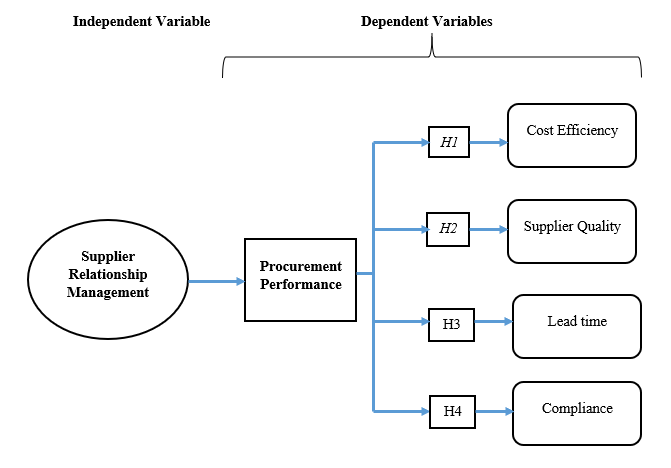 Independent Variable
Dependent Variables
H1
Cost Efficiency
H2
Supplier Quality
Supplier
Relationship
Management
Procurement
Performance
H3
Lead time
H4
Compliance